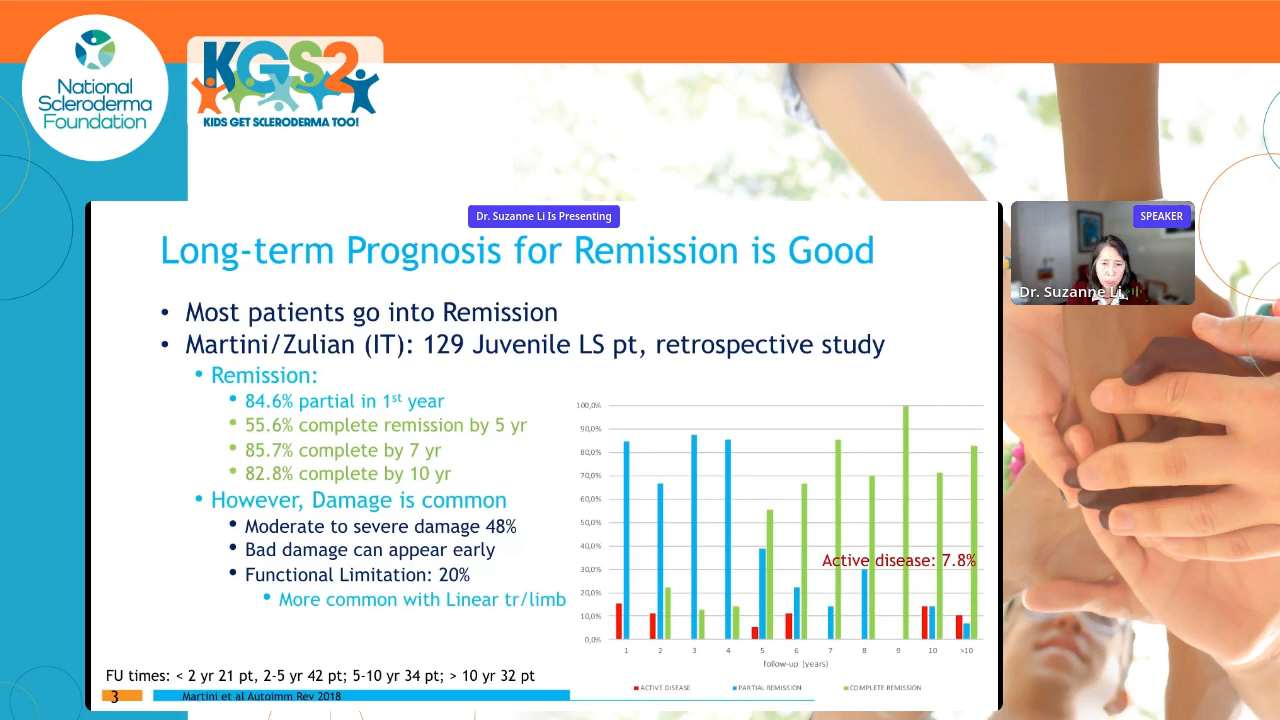 National
Scleroderma
Foundation
KGS2
KIDS GET SCLERODERMA TOO!
Dr. Suzanne Li Is Presenting
SPEAKER
Dr. Suzanne Li
Long-term Prognosis for Remission is Good
• Most patients go into Remission
• Martini/Zulian (IT): 129 Juvenile LS pt, retrospective study
• Remission:
• 84.6% partial in 1st year
• 55.6% complete remission by 5 yr
• 85.7% complete by 7 yr
• 82.8% complete by 10 yr
• However, Damage is common
• Moderate to severe damage 48%
• Bad damage can appear early
• Functional Limitation: 20%
• More common with Linear tr/limb
100,0%
90,0%
80,0%
70,0%
60,0%
50,0%
40,0%
30,0%
20,0%
10,0%
0,0%
Active disease: 7.8%
1 2 3 4 5 6 7 8 9 10 >10
follow-up (years)
ACTIVE DISEASE PARTIAL REMISSION COMPLETE REMISSION
FU times: < 2 yr 21 pt, 2-5 yr 42 pt; 5-10 yr 34 pt; > 10 yr 32 pt
3
Martini et al Autoimm Rev 2018